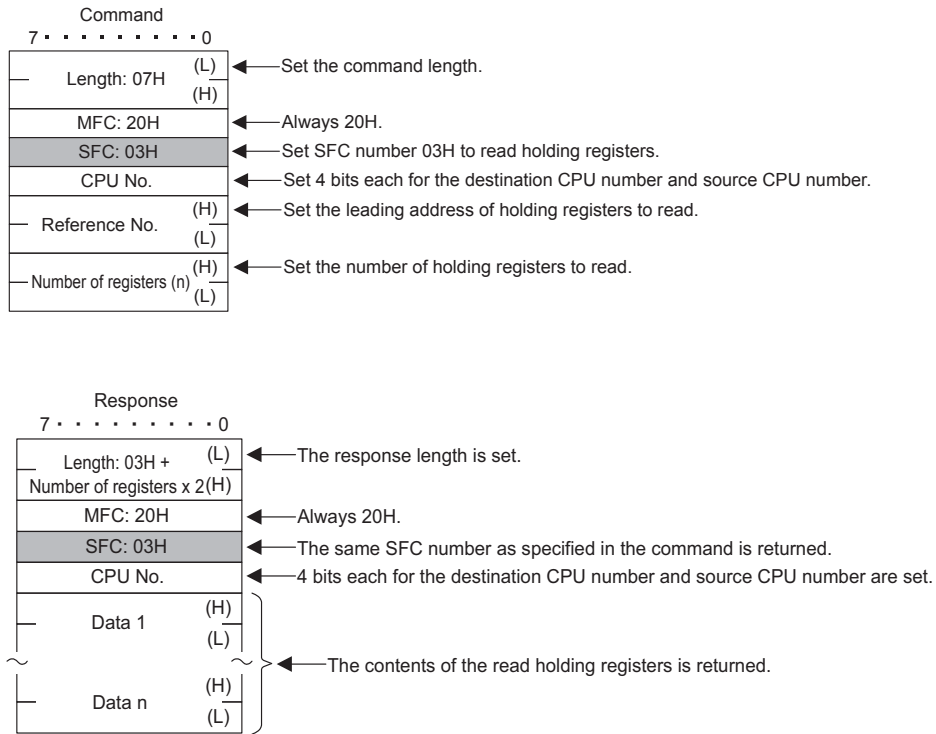 Command
7 · · · · · · · · · 0
Length: 07H
(L)
(H)
Set the command length.
MFC: 20H
Always 20H.
SFC: 03H
Set SFC number 03H to read holding registers.
CPU No.
Set 4 bits each for the destination CPU number and source CPU number.
Reference No.
(H)
(L)
Set the leading address of holding registers to read.
Number of registers (n)
(H)
(L)
Set the number of holding registers to read.
Response
7 · · · · · · · · · 0
Length: 03H +
Number of registers x 2
(L)
(H)
The response length is set.
MFC: 20H
Always 20H.
SFC: 03H
The same SFC number as specified in the command is returned.
CPU No.
4 bits each for the destination CPU number and source CPU number are set.
Data 1
(H)
(L)
The contents of the read holding registers is returned.
Data n
(H)
(L)